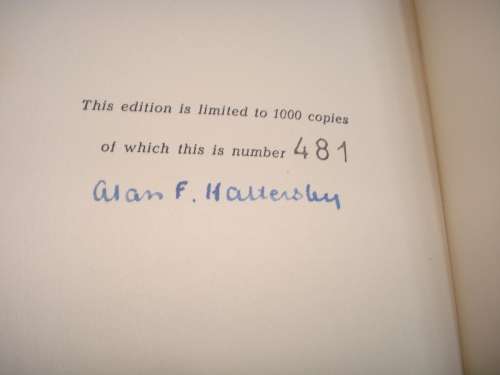 This edition is limited to 1000 copies
of which this is number 481
Alan F. Hattersley